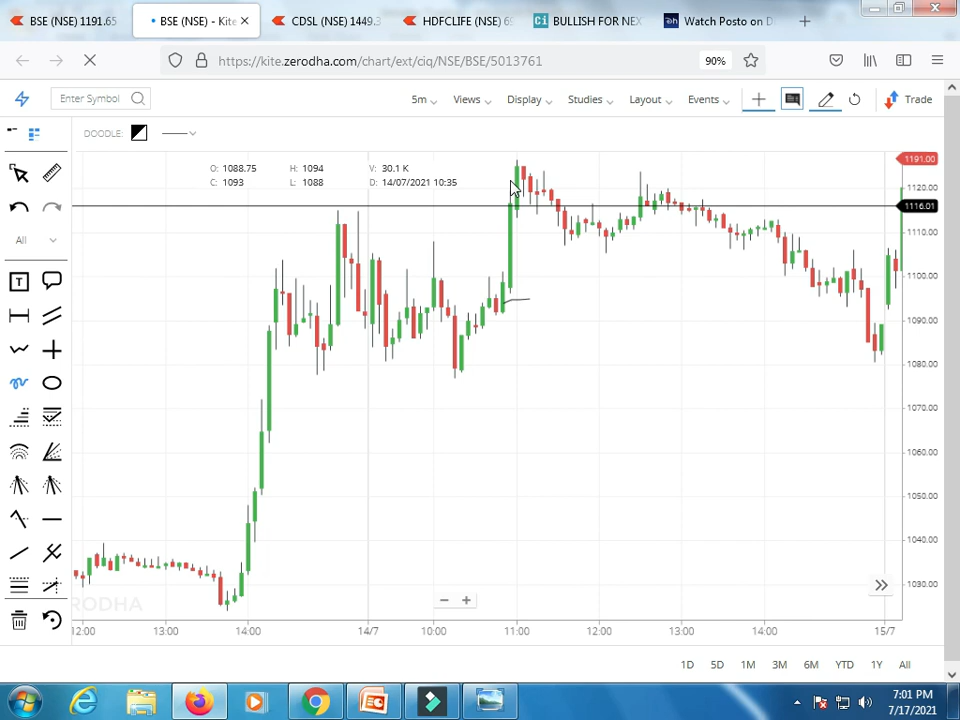 BSE (NSE) 1191.65
BSE (NSE) - Kite
CDSL (NSE) 1449.3
HDFCLIFE (NSE) 69
Ci BULLISH FOR NEX
Watch Posto on D
https://kite.zerodha.com/chart/ext/ciq/NSE/BSE/5013761
90%
Enter Symbol
5m Views Display Studies Layout Events Trade
DOODLE:
O: 1088.75 H: 1094 V: 30.1 K
C: 1093 L: 1088 D: 14/07/2021 10:35
All
T
1191.00
1120.00
1116.01
1110.00
1100.00
1090.00
1080.00
1070.00
1060.00
1050.00
1040.00
1030.00
ERODHA
12:00 13:00 14:00 14/7 10:00 11:00 12:00 13:00 14:00 15/7
1D 5D 1M 3M 6M YTD 1Y All
7:01 PM
7/17/2021